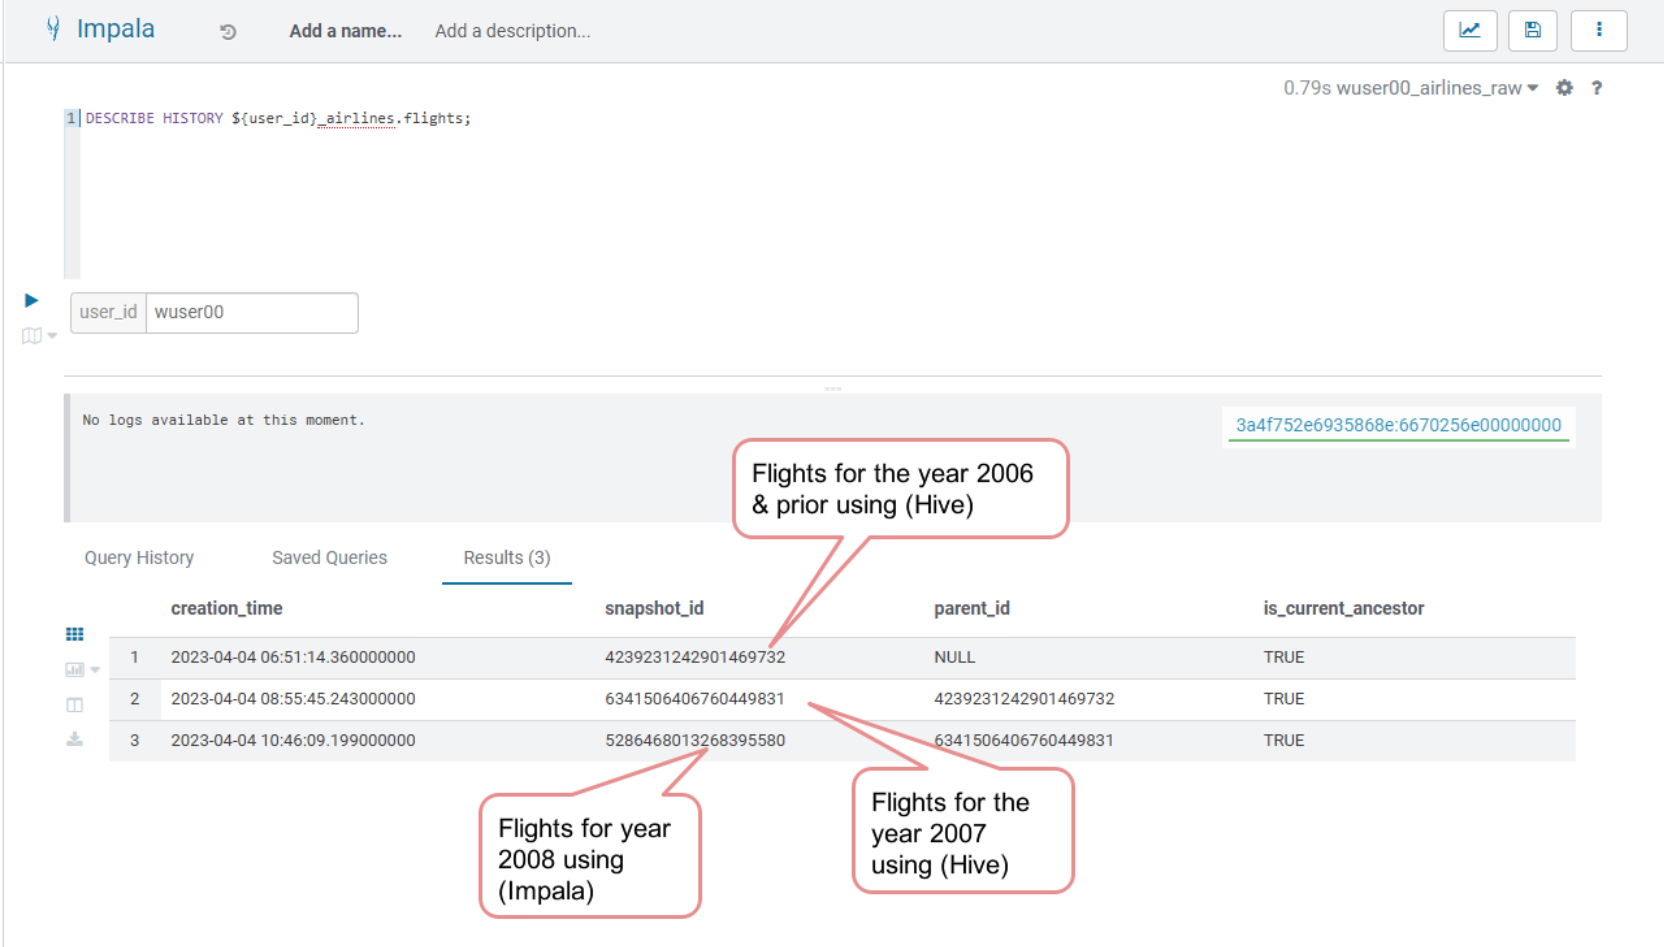 Impala
Add a name...
Add a description...
0.79s wuser00_airlines_raw
?
1 DESCRIBE HISTORY ${user_id}_airlines.flights;
user_id wuser00
No logs available at this moment.
3a4f752e6935868e:6670256e00000000
Flights for the year 2006
& prior using (Hive)
Query History
Saved Queries
Results (3)
creation_time snapshot_id parent_id is_current_ancestor
1 2023-04-04 06:51:14.360000000 4239231242901469732 NULL TRUE
2 2023-04-04 08:55:45.243000000 6341506406760449831 4239231242901469732 TRUE
3 2023-04-04 10:46:09.199000000 5286468013268395580 6341506406760449831 TRUE
Flights for year
2008 using
(Impala)
Flights for the
year 2007
using (Hive)